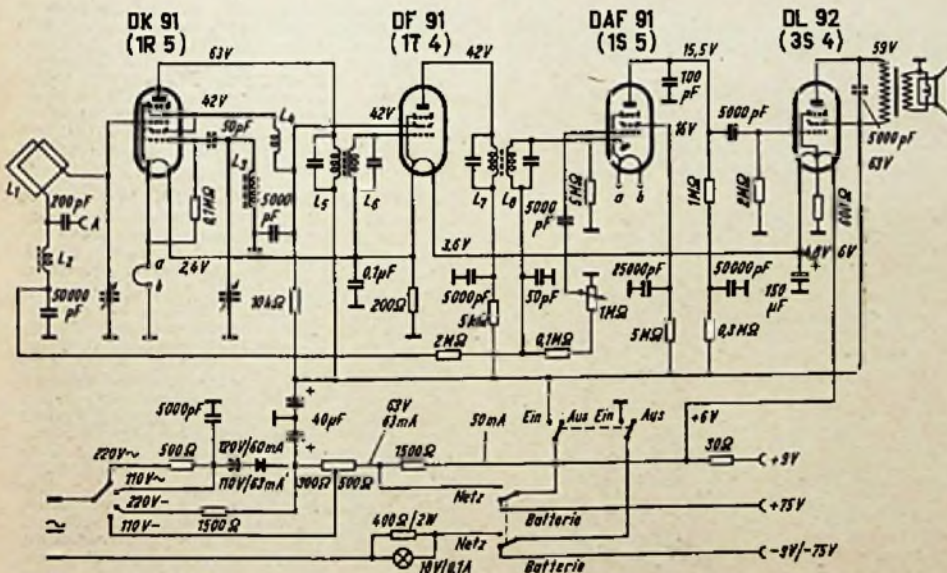 DK 91
(1R 5)
DF 91
(1T 4)
DAF 91
(1S 5)
DL 92
(3S 4)
63V
42V
15,5V
59V
42V
L4
42V
100
pF
50pF
5000pF
16V
5000pF
63V
L1
L3
200pF
A
0,1MΩ
5000
pF
L5
L6
L7
L8
5MΩ
a
b
1MΩ
2MΩ
600Ω
5000
pF
L2
a
b
2,4V
3,6V
4,8V
6V
+
50000
pF
10kΩ
0,1µF
200Ω
5000pF
50pF
1MΩ
25000pF
50000pF
150
µF
5kΩ
2MΩ
0,1MΩ
5MΩ
0,3MΩ
5000pF
+
40µF
+
63V
63mA
50mA
Ein
Aus
Ein
Aus
+6V
220V~
500Ω
120V/60mA
110V/63mA
110V~
300Ω
500Ω
1500Ω
30Ω
+9V
220V-
1500Ω
110V-
Netz
Batterie
+75V
400Ω/2W
18V/0,1A
Netz
Batterie
-9V/-75V